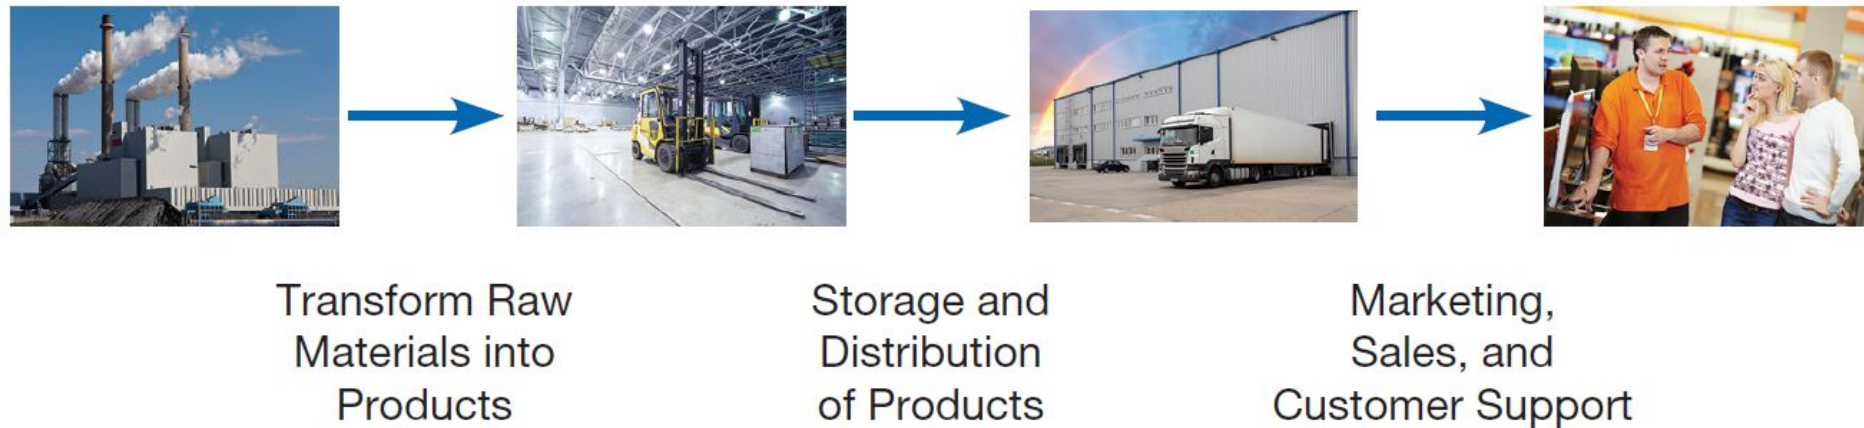 Transform Raw
Materials into
Products
Storage and
Distribution
of Products
Marketing,
Sales, and
Customer Support